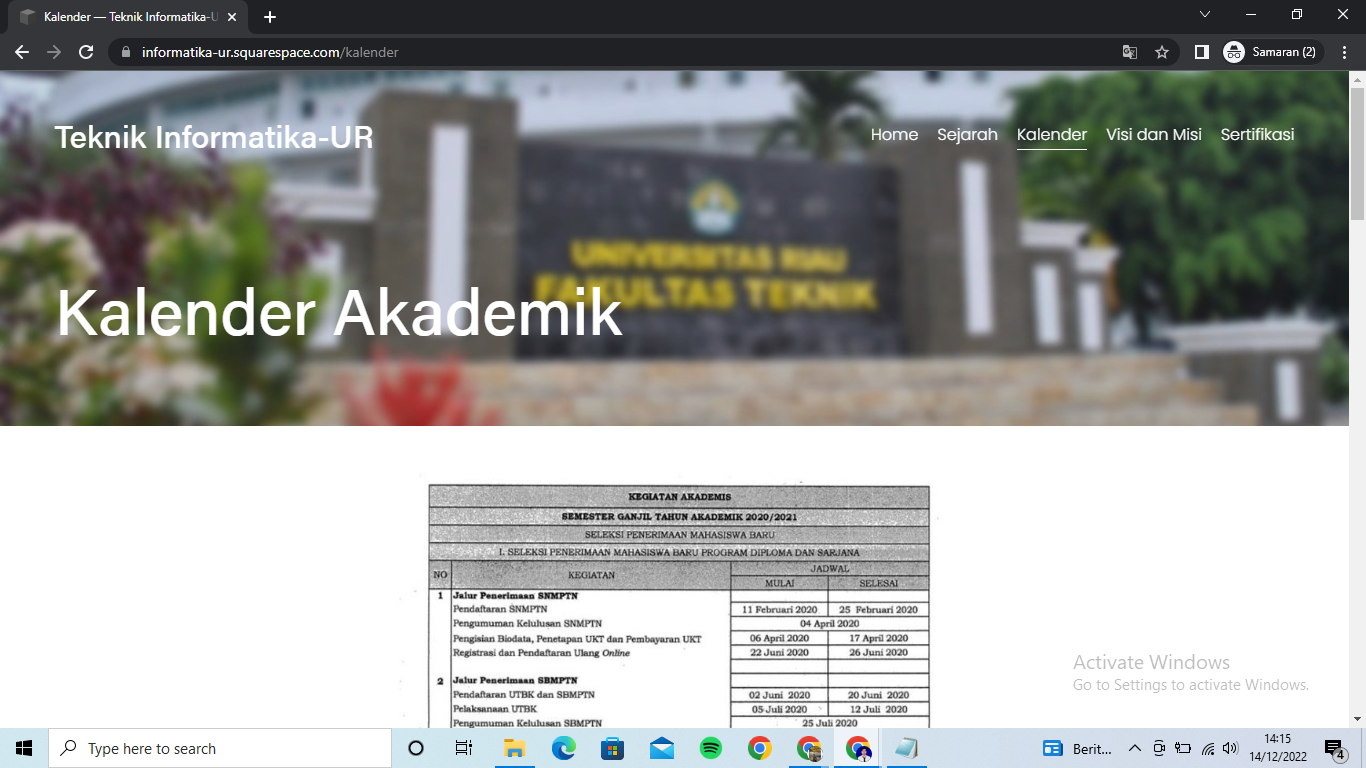 Kalender — Teknik Informatika-U
informatika-ur.squarespace.com/kalender
Samaran (2)
Teknik Informatika-UR
Home Sejarah Kalender Visi dan Misi Sertifikasi
UNIVERSITAS RIAU
FAKULTAS TEKNIK
Kalender Akademik
KEGIATAN AKADEMIS
SEMESTER GANJIL TAHUN AKADEMIK 2020/2021
SELEKSI PENERIMAAN MAHASISWA BARU
I. SELEKSI PENERIMAAN MAHASISWA BARU PROGRAM DIPLOMA DAN SARJANA
NO KEGIATAN JADWAL
MULAI SELESAI
1 Jalur Penerimaan SNMPTN
Pendaftaran SNMPTN 11 Februari 2020 25 Februari 2020
Pengumuman Kelulusan SNMPTN 04 April 2020
Pengisian Biodata, Penetapan UKT dan Pembayaran UKT 06 April 2020 17 April 2020
Registrasi dan Pendaftaran Ulang Online 22 Juni 2020 26 Juni 2020
2 Jalur Penerimaan SBMPTN
Pendaftaran UTBK dan SBMPTN 02 Juni 2020 20 Juni 2020
Pelaksanaan UTBK 05 Juli 2020 12 Juli 2020
Pengumuman Kelulusan SBMPTN 25 Juli 2020
Activate Windows
Go to Settings to activate Windows.
Type here to search
Berit...
14:15
14/12/2022
4